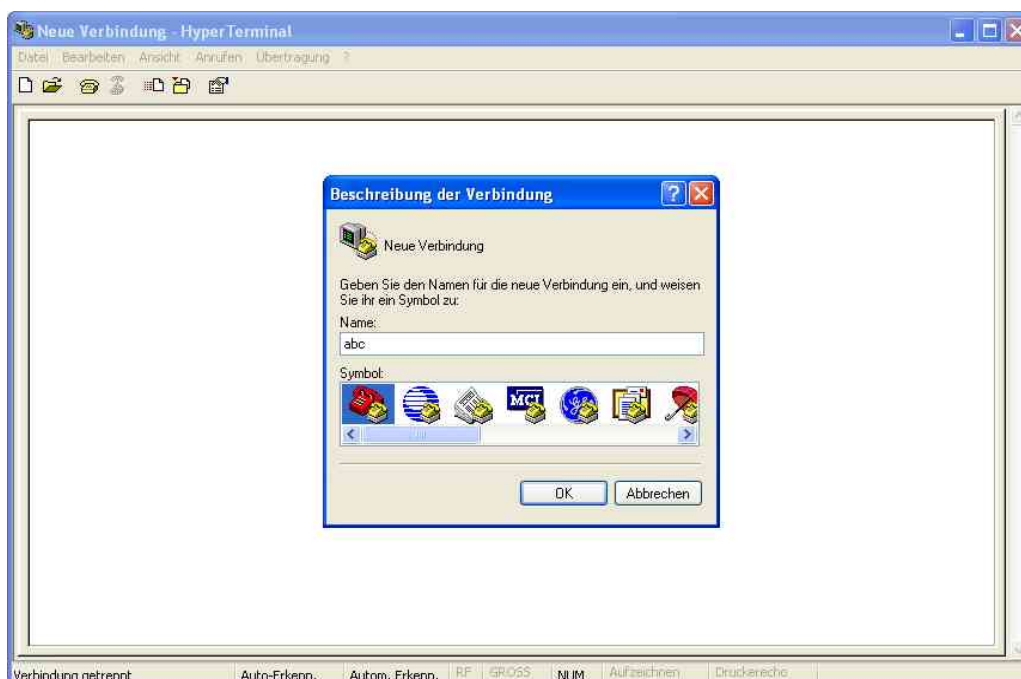 Neue Verbindung - HyperTerminal
Datei Bearbeiten Ansicht Anrufen Übertragung ?
Beschreibung der Verbindung
Neue Verbindung
Geben Sie den Namen für die neue Verbindung ein, und weisen
Sie ihr ein Symbol zu:
Name:
abc
Symbol:
MCI
OK Abbrechen
Verbindung getrennt Auto-Erkenn. Autom. Erkenn. RF GROSS NUM Aufzeichnen Druckerecho